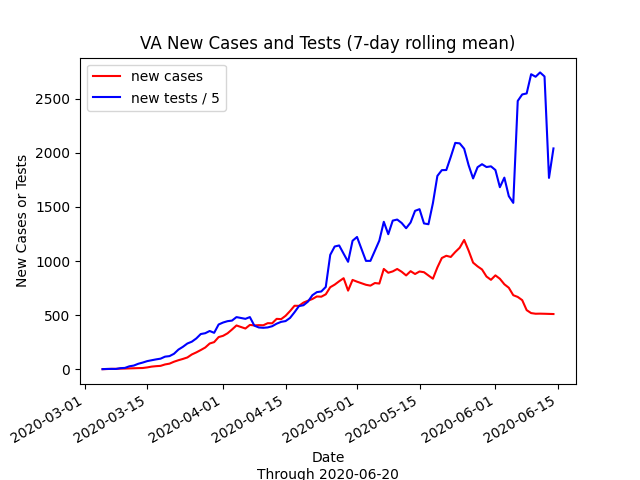 VA New Cases and Tests (7-day rolling mean)
new cases
new tests / 5
New Cases or Tests
2500
2000
1500
1000
500
0
2020-03-01
2020-03-15
2020-04-01
2020-04-15
2020-05-01
2020-05-15
2020-06-01
2020-06-15
Date
Through 2020-06-20